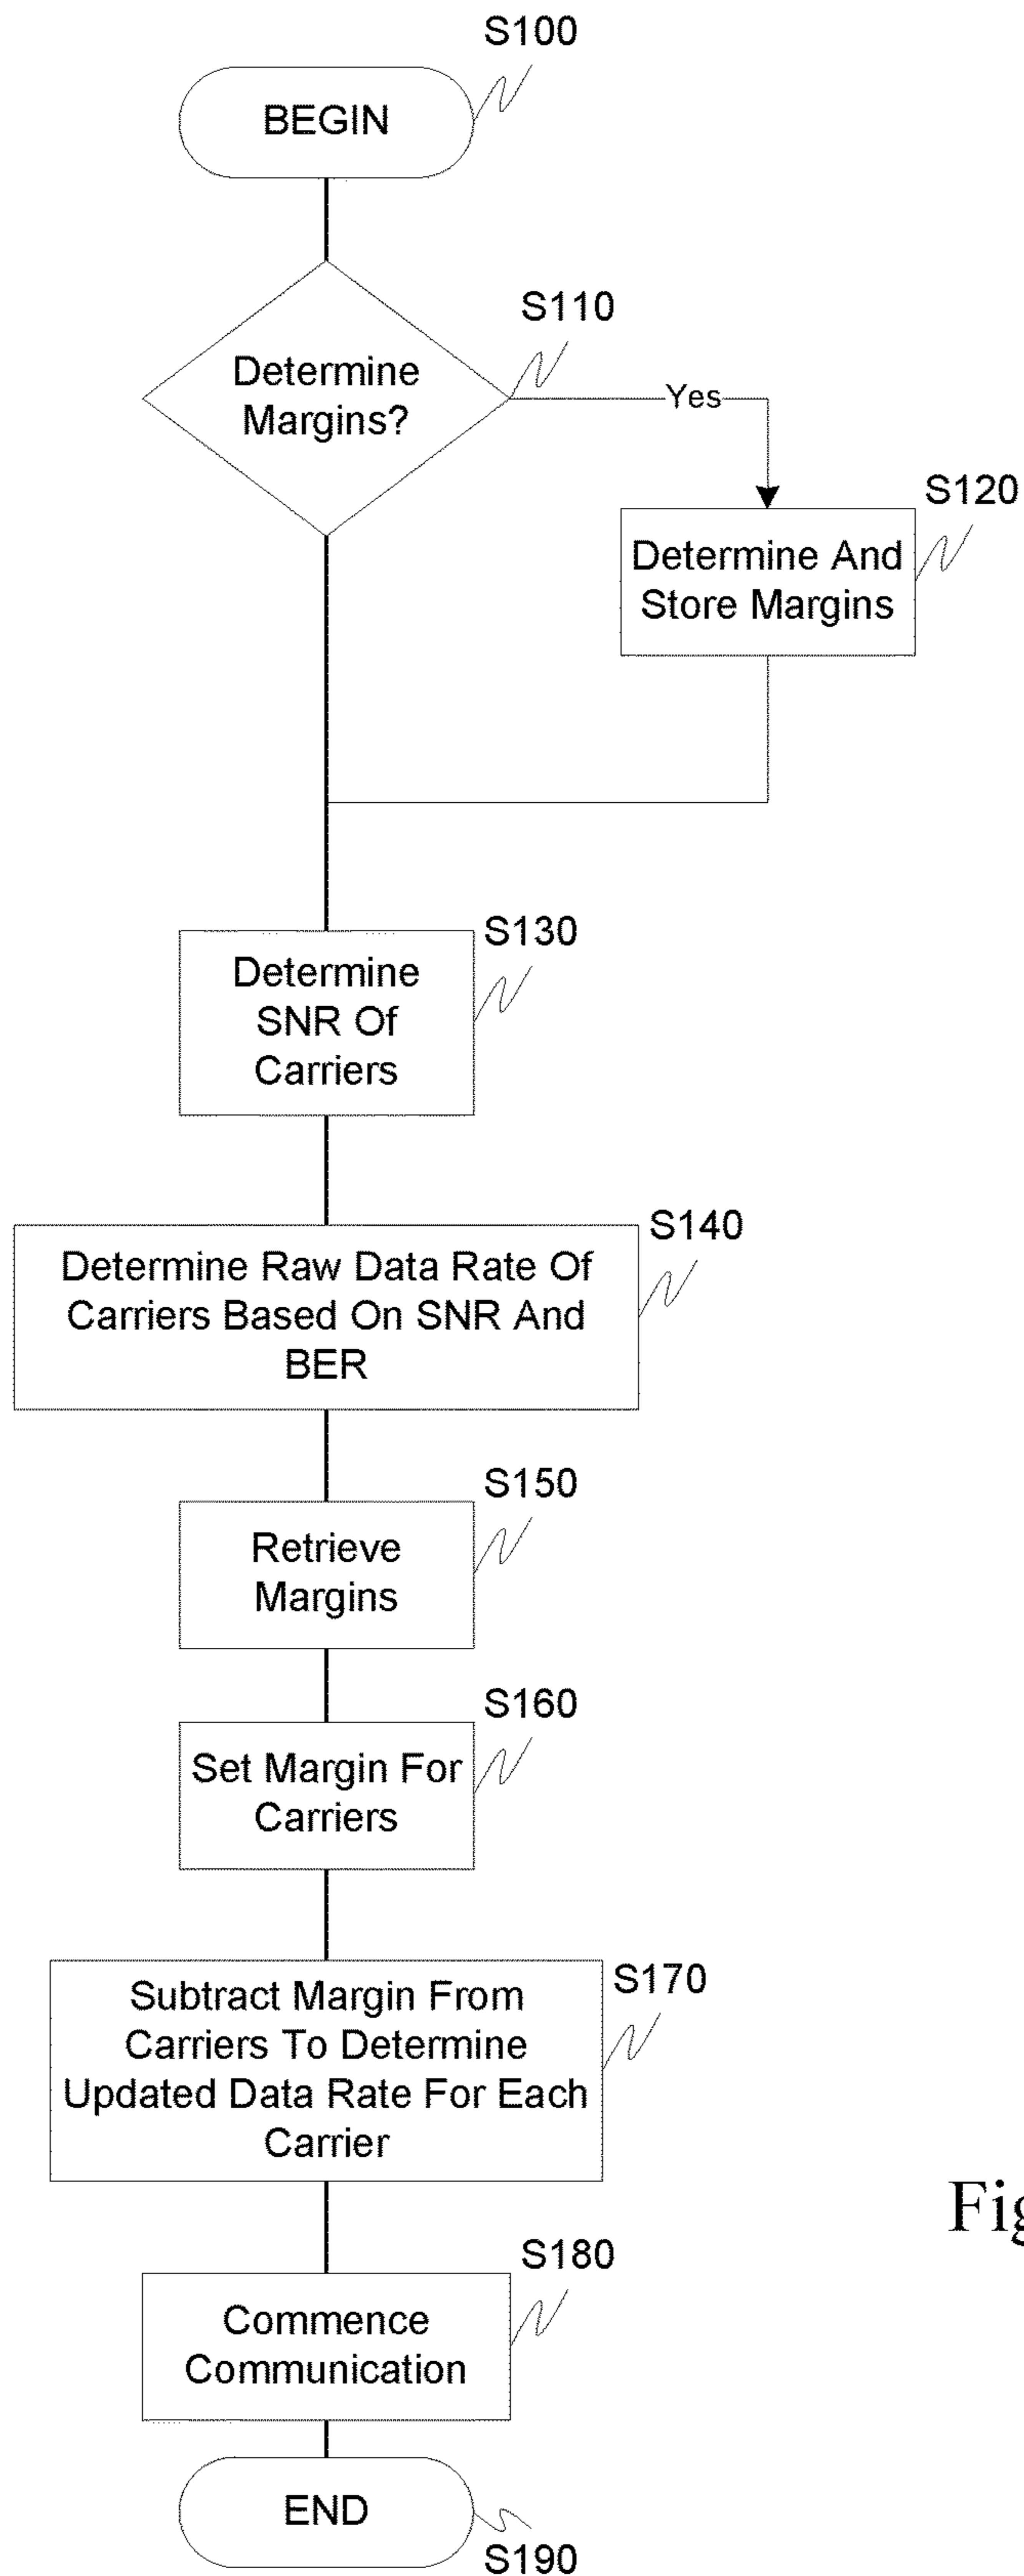 S100
BEGIN
S110
Determine
Margins?
Yes
S120
Determine And
Store Margins
S130
Determine
SNR Of
Carriers
S140
Determine Raw Data Rate Of
Carriers Based On SNR And
BER
S150
Retrieve
Margins
S160
Set Margin For
Carriers
S170
Subtract Margin From
Carriers To Determine
Updated Data Rate For Each
Carrier
Fig
S180
Commence
Communication
END
S190